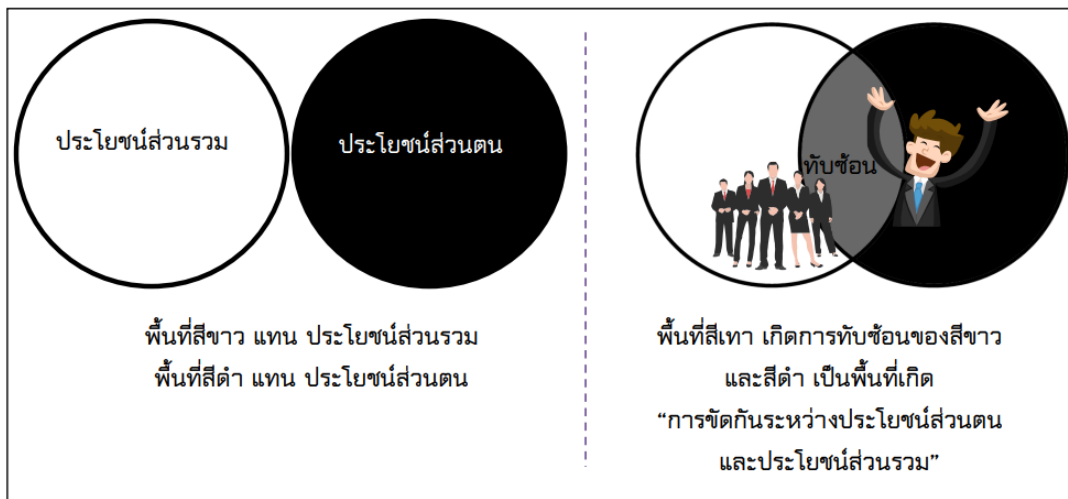 ประโยชน์ส่วนรวม
ประโยชน์ส่วนตน
พื้นที่สีขาว แทน ประโยชน์ส่วนรวม
พื้นที่สีดำ แทน ประโยชน์ส่วนตน
ทับซ้อน
พื้นที่สีเทา เกิดการทับซ้อนของสีขาว
และสีดำ เป็นพื้นที่เกิด
“การขัดกันระหว่างประโยชน์ส่วนตน
และประโยชน์ส่วนรวม”